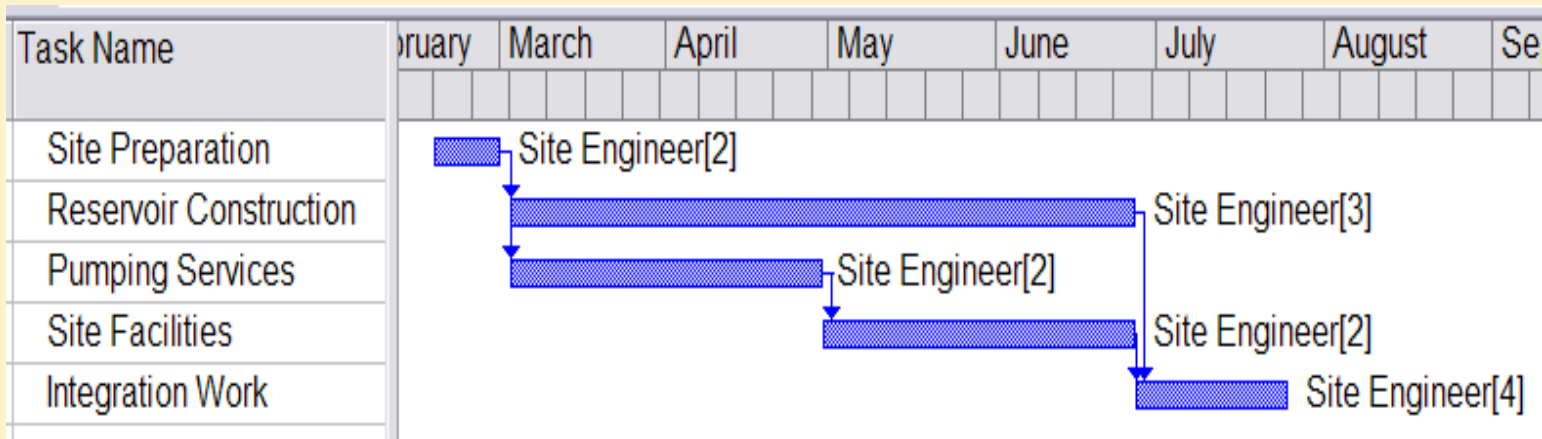 Task Name
bruary March April May June July August Se
Site Preparation Site Engineer[2]
Reservoir Construction Site Engineer[3]
Pumping Services Site Engineer[2]
Site Facilities Site Engineer[2]
Integration Work Site Engineer[4]